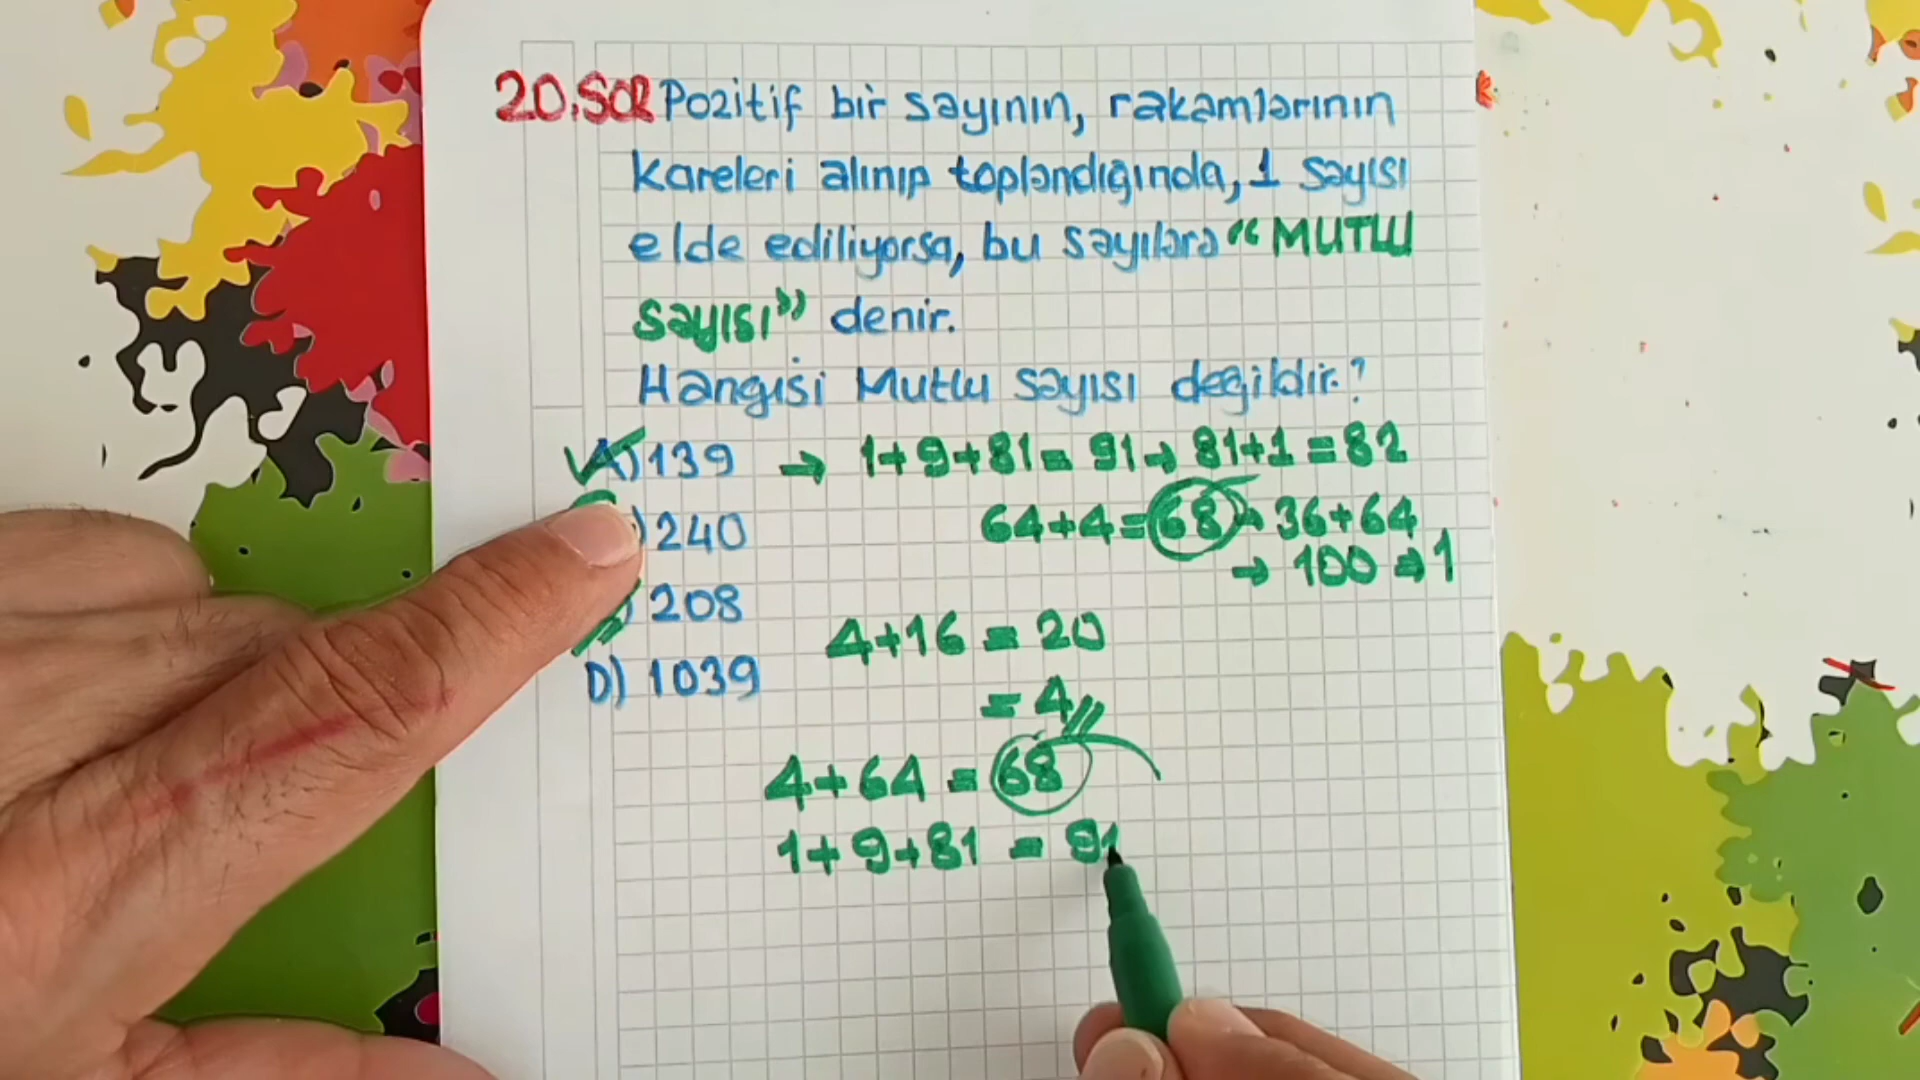 20.SOR Pozitif bir sayının, rakamlarının
kareleri alınıp toplandığında, 1 sayısı
elde ediliyorsa, bu sayılara “MUTLU
SAYISI” denir.
Hangisi Mutlu sayısı değildir.?
A) 139 → 1+9+81= 91→ 81+1=82
64+4=68→ 36+64
→ 100 → 1
) 240
) 208
4+16 = 20
= 4
D) 1039
4+64 = 68
1+9+81 = 91